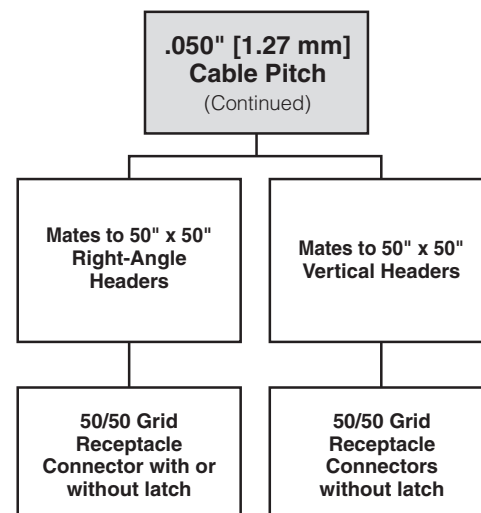 .050" [1.27 mm]
Cable Pitch
(Continued)
Mates to 50" x 50"
Right-Angle
Headers
Mates to 50" x 50"
Vertical Headers
50/50 Grid
Receptacle
Connector with or
without latch
50/50 Grid
Receptacle
Connectors
without latch